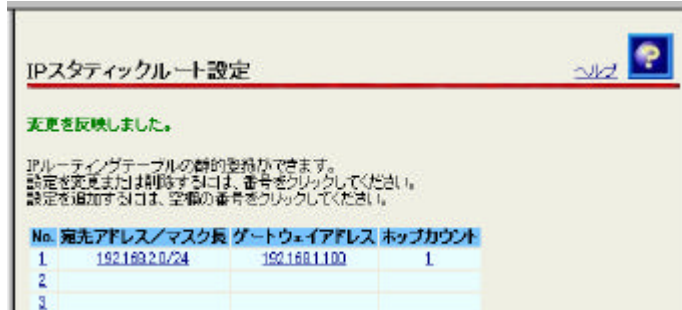 IPスタティックルート設定
ヘルプ
変更を反映しました。
IPルーティングテーブルの静的登録ができます。
設定を変更または削除するには、番号をクリックしてください。
設定を追加するには、空欄の番号をクリックしてください。
No. 宛先アドレス／マスク長 ゲートウェイアドレス ホップカウント
1 192.168.2.0/24 192.168.1.100 1
2
3